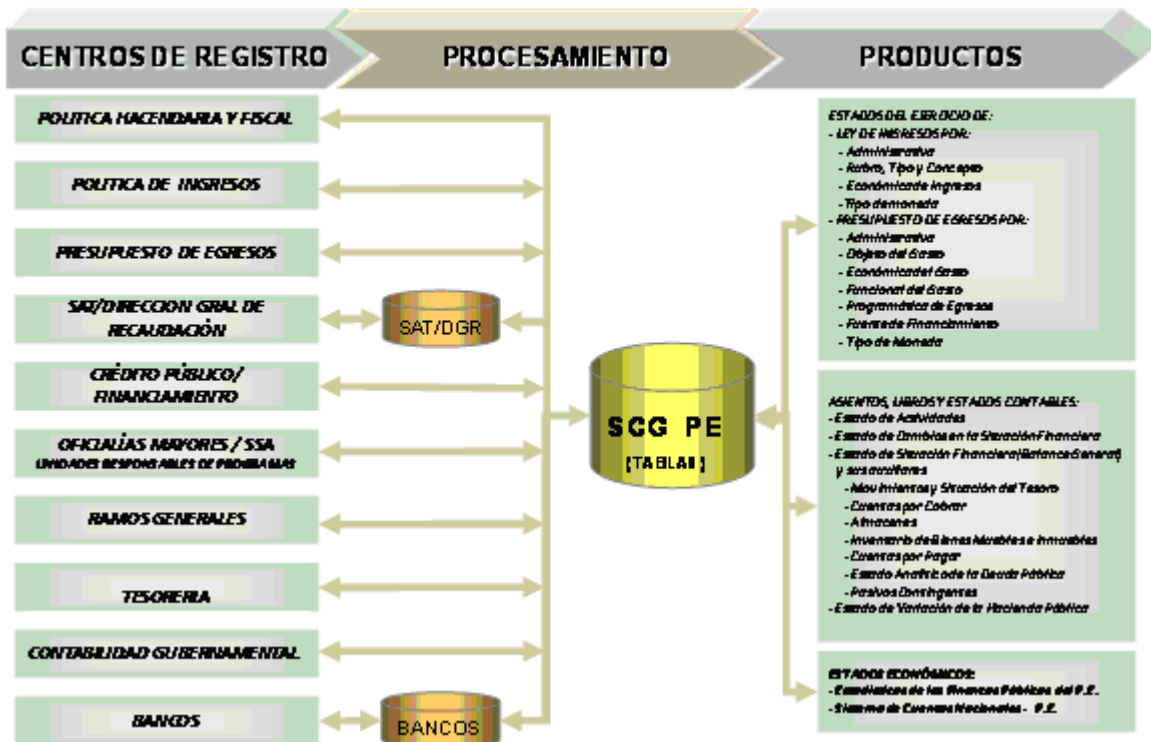 CENTROS DE REGISTRO
PROCESAMIENTO
PRODUCTOS
POLITICA HACENDARIA Y FISCAL
POLITICA DE INGRESOS
PRESUPUESTO DE EGRESOS
SAT/DIRECCION GRAL DE
RECAUDACIÓN
CRÉDITO PÚBLICO/
FINANCIAMIENTO
OFICIALÍAS MAYORES / SSA
UNIDADES RESPONSABLES DE PROGRAMAS
RAMOS GENERALES
TESORERIA
CONTABILIDAD GUBERNAMENTAL
BANCOS
SAT/DGR
BANCOS
SCG PE
(TABLAS)
ESTADOS DEL EJERCICIO DE:
- LEY DE INGRESOS POR:
- Administrativa
- Rubro, Tipo y Concepto
- Económica de Ingresos
- Tipo de moneda
- PRESUPUESTO DE EGRESOS POR:
- Administrativa
- Objeto del Gasto
- Económica del Gasto
- Funcional del Gasto
- Programática de Egresos
- Fuente de Financiamiento
- Tipo de Moneda
ASIENTOS, LIBROS Y ESTADOS CONTABLES:
- Estado de Actividades
- Estado de Cambios en la Situación Financiera
- Estado de Situación Financiera (Balance General)
y sus auxiliares
- Movimientos y Situación del Tesoro
- Cuentas por Cobrar
- Almacenes
- Inventario de Bienes Muebles e Inmuebles
- Cuentas por Pagar
- Estado Analítico de la Deuda Pública
- Pasivos Contingentes
- Estado de Variación de la Hacienda Pública
ESTADOS ECONÓMICOS:
- Estadísticas de las Finanzas Públicas del P.E.
- Sistema de Cuentas Nacionales - P.E.